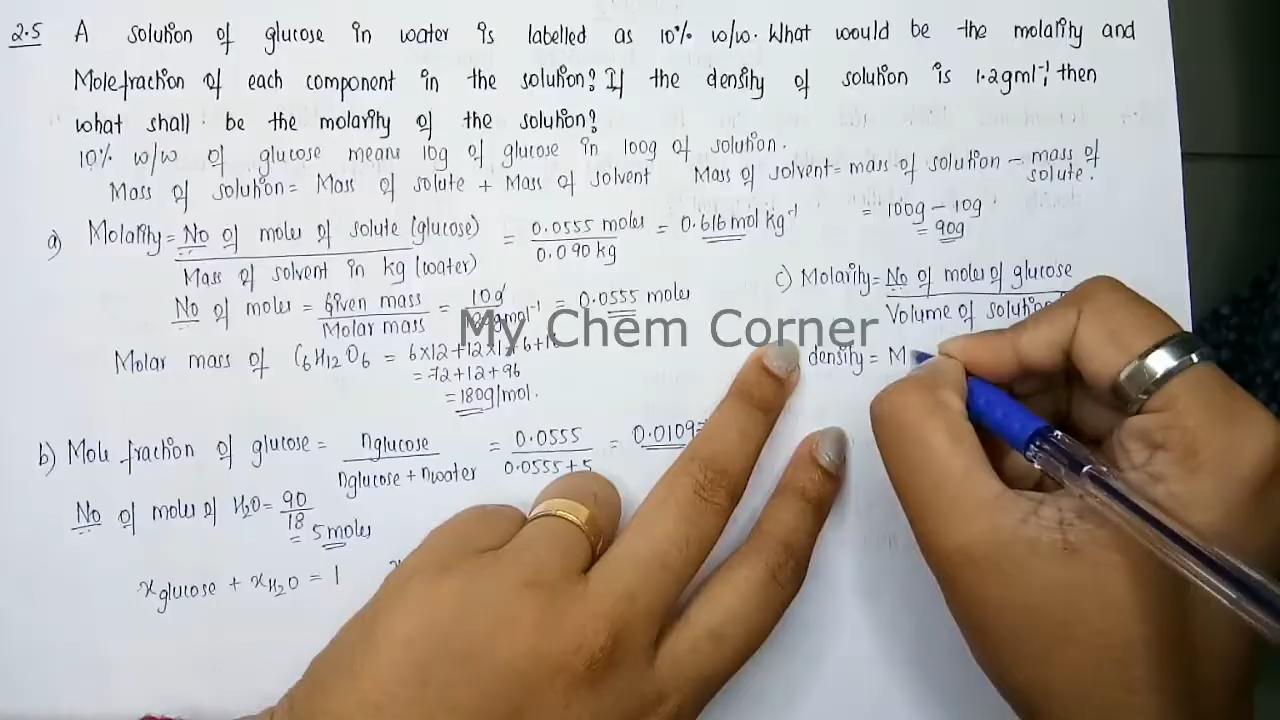 2.5 A solution of glucose in water is labelled as 10% w/w. What would be the molality and
Molefraction of each component in the solution? If the density of solution is 1.2gml⁻¹, then
what shall be the molarity of the solution?
10% w/w of glucose means 10g of glucose in 100g of solution.
Mass of solution = Mass of solute + Mass of solvent
Mass of solvent = mass of solution - mass of solute.
= 100g - 10g
= 90g
a) Molality = No of moles of solute (glucose) / Mass of solvent in kg (water) = 0.0555 moles / 0.090 kg = 0.616 mol kg⁻¹
No of moles = Given mass / Molar mass = 10g / gmol⁻¹ = 0.0555 moles
Molar mass of C6H12O6 = 6x12+12x1+6+
= 72+12+96
= 180g/mol.
b) Mole fraction of glucose = nglucose / nglucose + nwater = 0.0555 / 0.0555+5 = 0.0109
No of moles of H2O = 90 / 18
= 5 moles
xglucose + xH2O = 1
c) Molarity = No of moles of glucose / Volume of
density = M
My Chem Corner